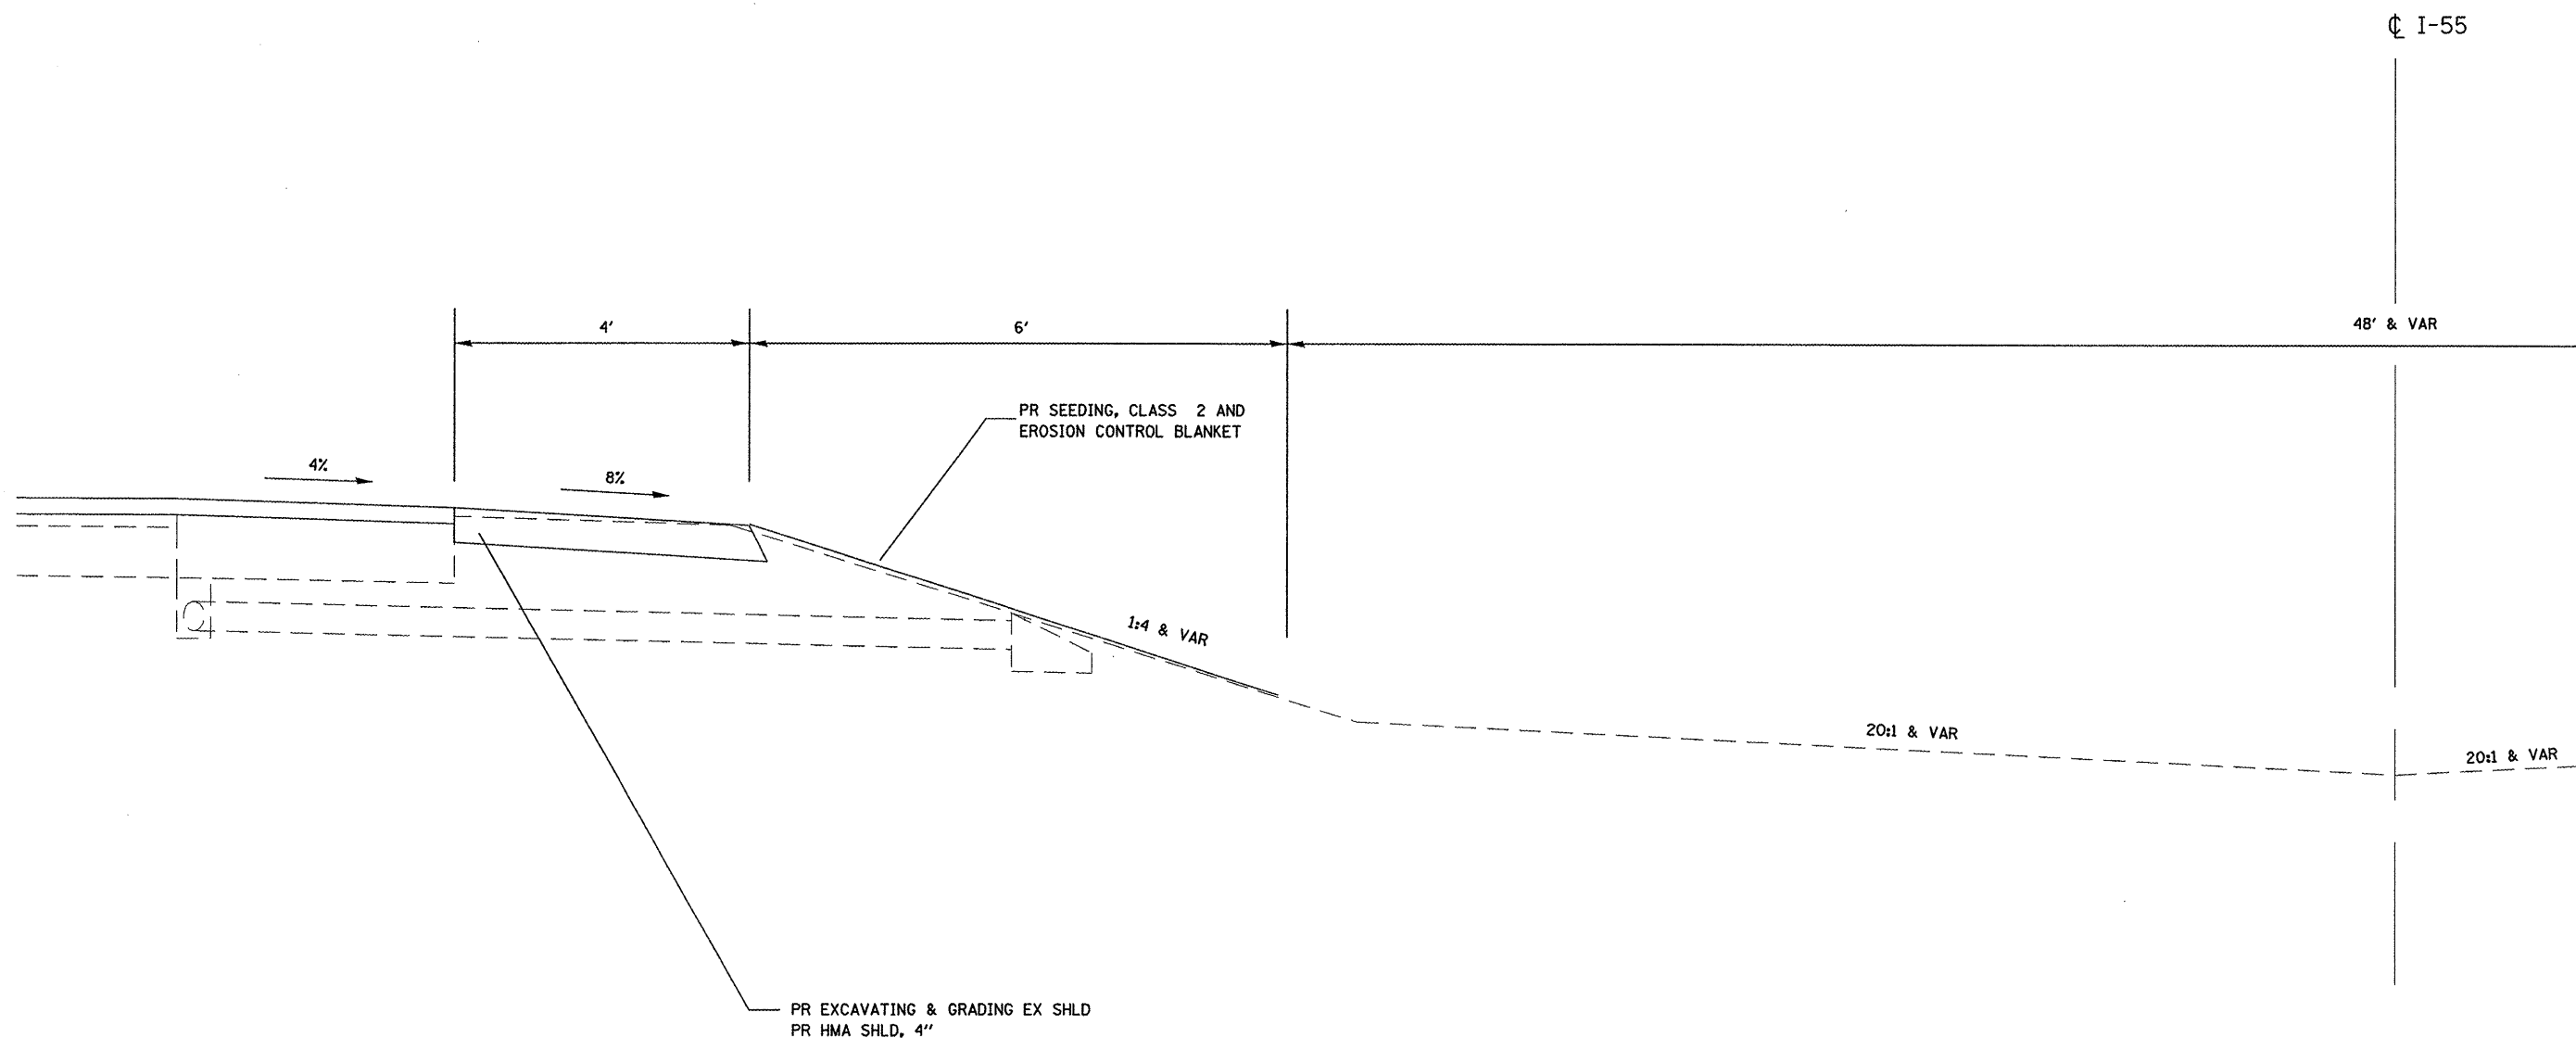 ℄ I-55
48' & VAR
4'
6'
PR SEEDING, CLASS 2 AND
EROSION CONTROL BLANKET
4%
8%
1:4 & VAR
20:1 & VAR
20:1 & VAR
PR EXCAVATING & GRADING EX SHLD
PR HMA SHLD, 4"